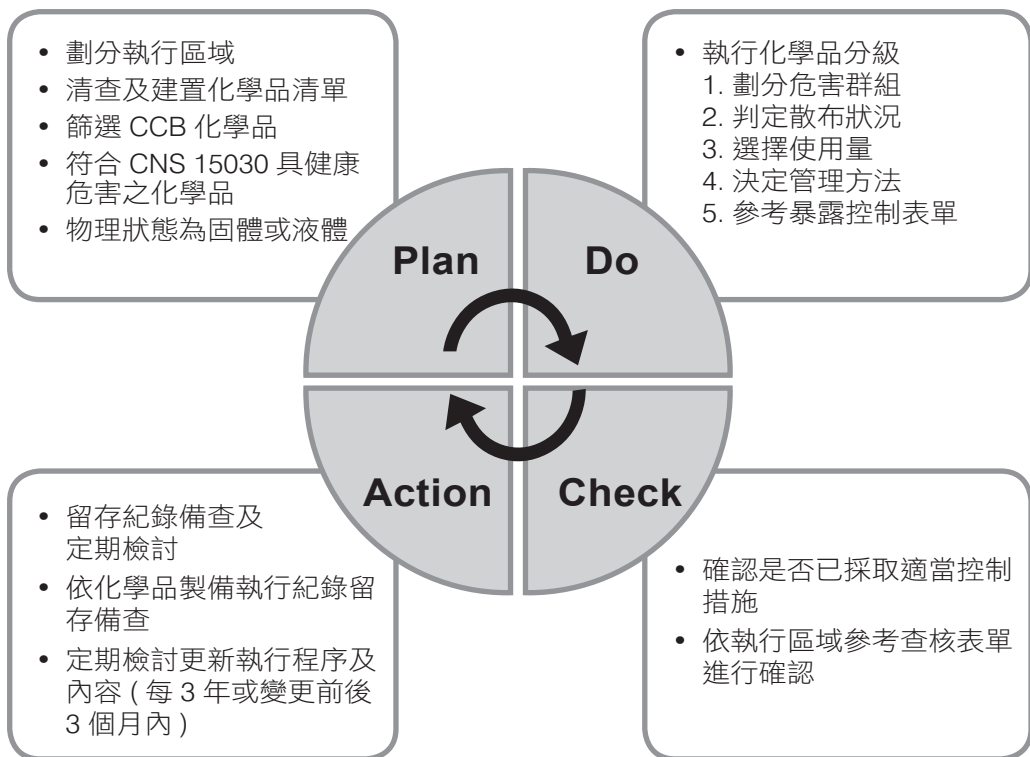 • 劃分執行區域
• 清查及建置化學品清單
• 篩選 CCB 化學品
• 符合 CNS 15030 具健康
危害之化學品
• 物理狀態為固體或液體
• 執行化學品分級
1. 劃分危害群組
2. 判定散布狀況
3. 選擇使用量
4. 決定管理方法
5. 參考暴露控制表單
Plan
Do
Action
Check
• 留存紀錄備查及
定期檢討
• 依化學品製備執行紀錄留
存備查
• 定期檢討更新執行程序及
內容 ( 每 3 年或變更前後
3 個月內 )
• 確認是否已採取適當控制
措施
• 依執行區域參考查核表單
進行確認